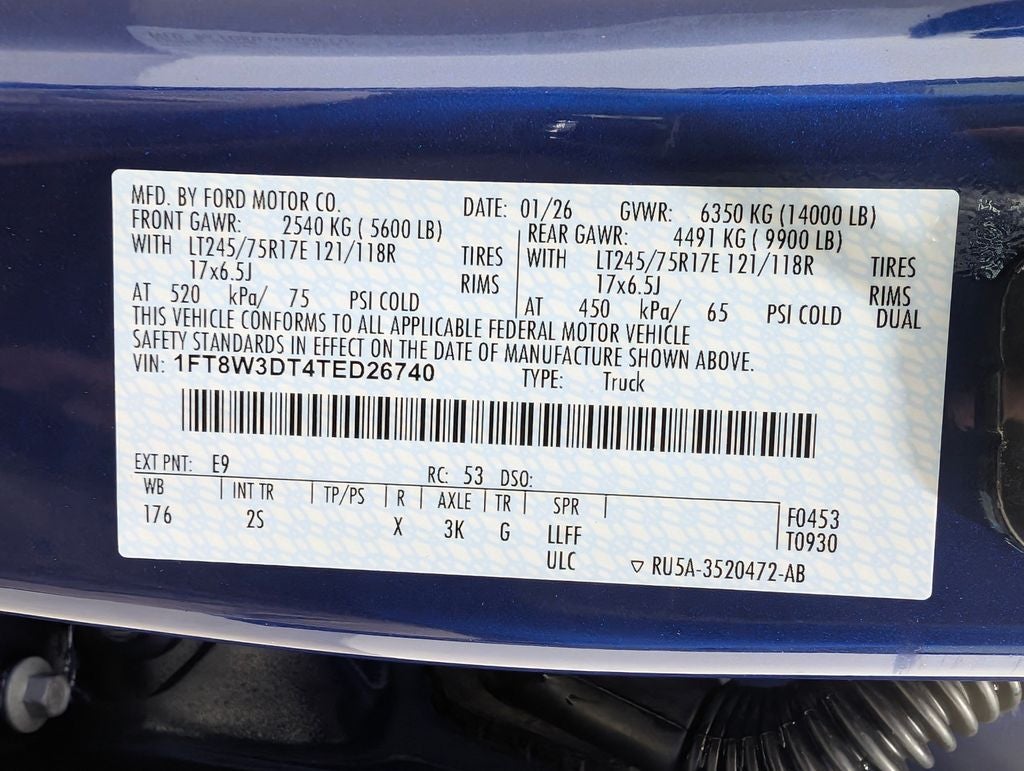 MFD. BY FORD MOTOR CO. DATE: 01/26 GVWR: 6350 KG (14000 LB)
FRONT GAWR: 2540 KG ( 5600 LB) REAR GAWR: 4491 KG ( 9900 LB)
WITH LT245/75R17E 121/118R TIRES WITH LT245/75R17E 121/118R TIRES
17x6.5J RIMS 17x6.5J RIMS
AT 520 kPa/ 75 PSI COLD AT 450 kPa/ 65 PSI COLD DUAL
THIS VEHICLE CONFORMS TO ALL APPLICABLE FEDERAL MOTOR VEHICLE
SAFETY STANDARDS IN EFFECT ON THE DATE OF MANUFACTURE SHOWN ABOVE.
VIN: 1FT8W3DT4TED26740 TYPE: Truck
EXT PNT: E9 RC: 53 DSO:
WB INT TR TP/PS R AXLE TR SPR
176 2S X 3K G LLFF F0453
ULC T0930
RU5A-3520472-AB